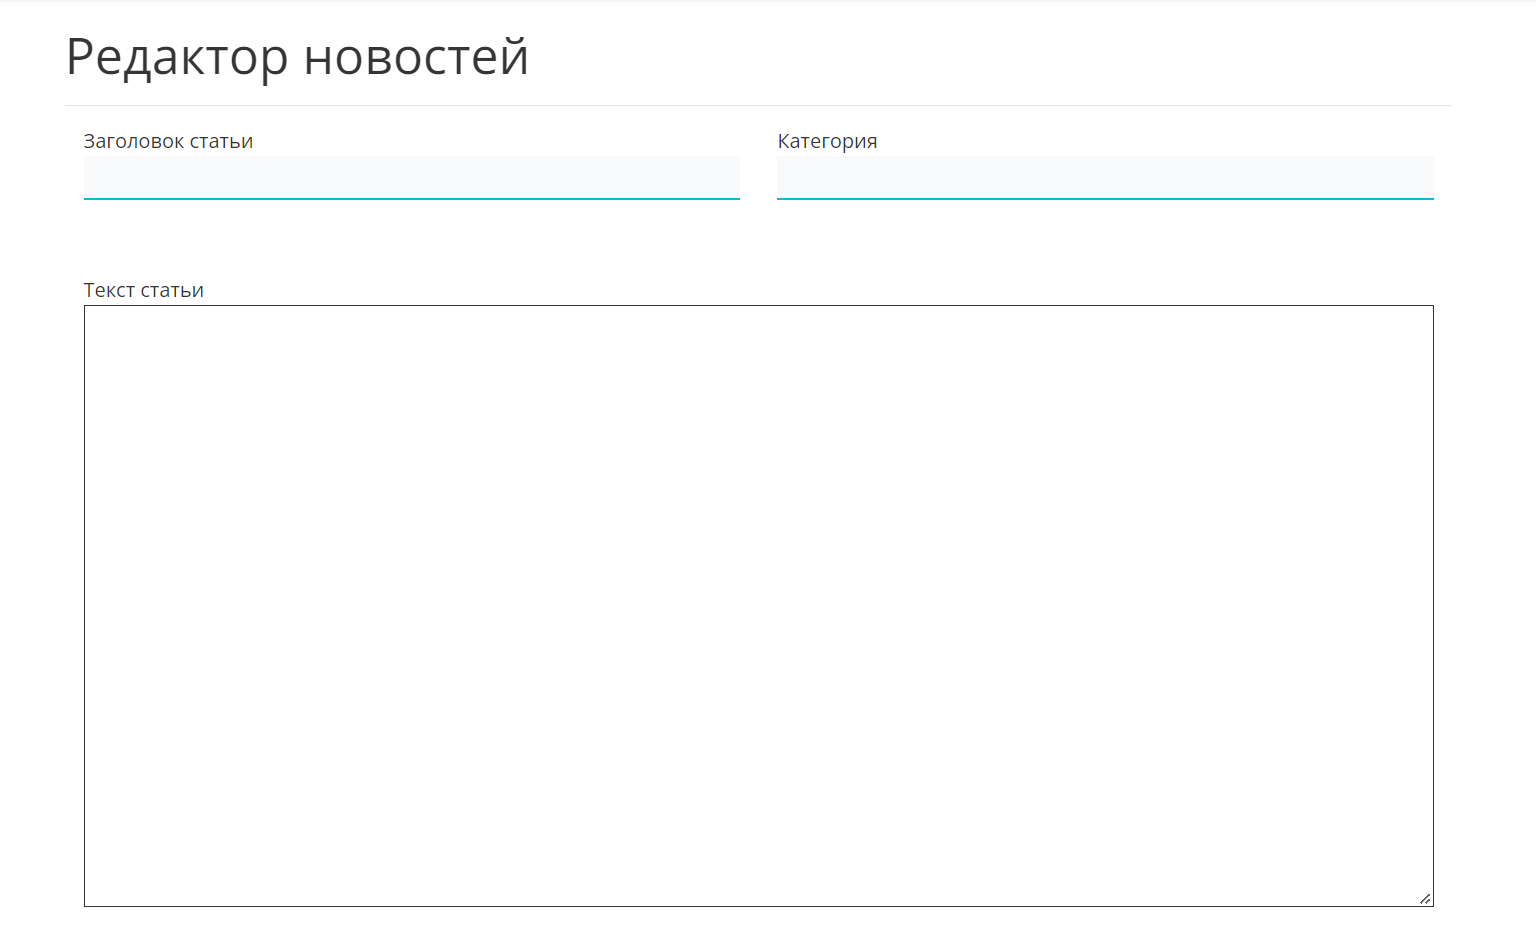 Редактор новостей
Заголовок статьи
Категория
Текст статьи